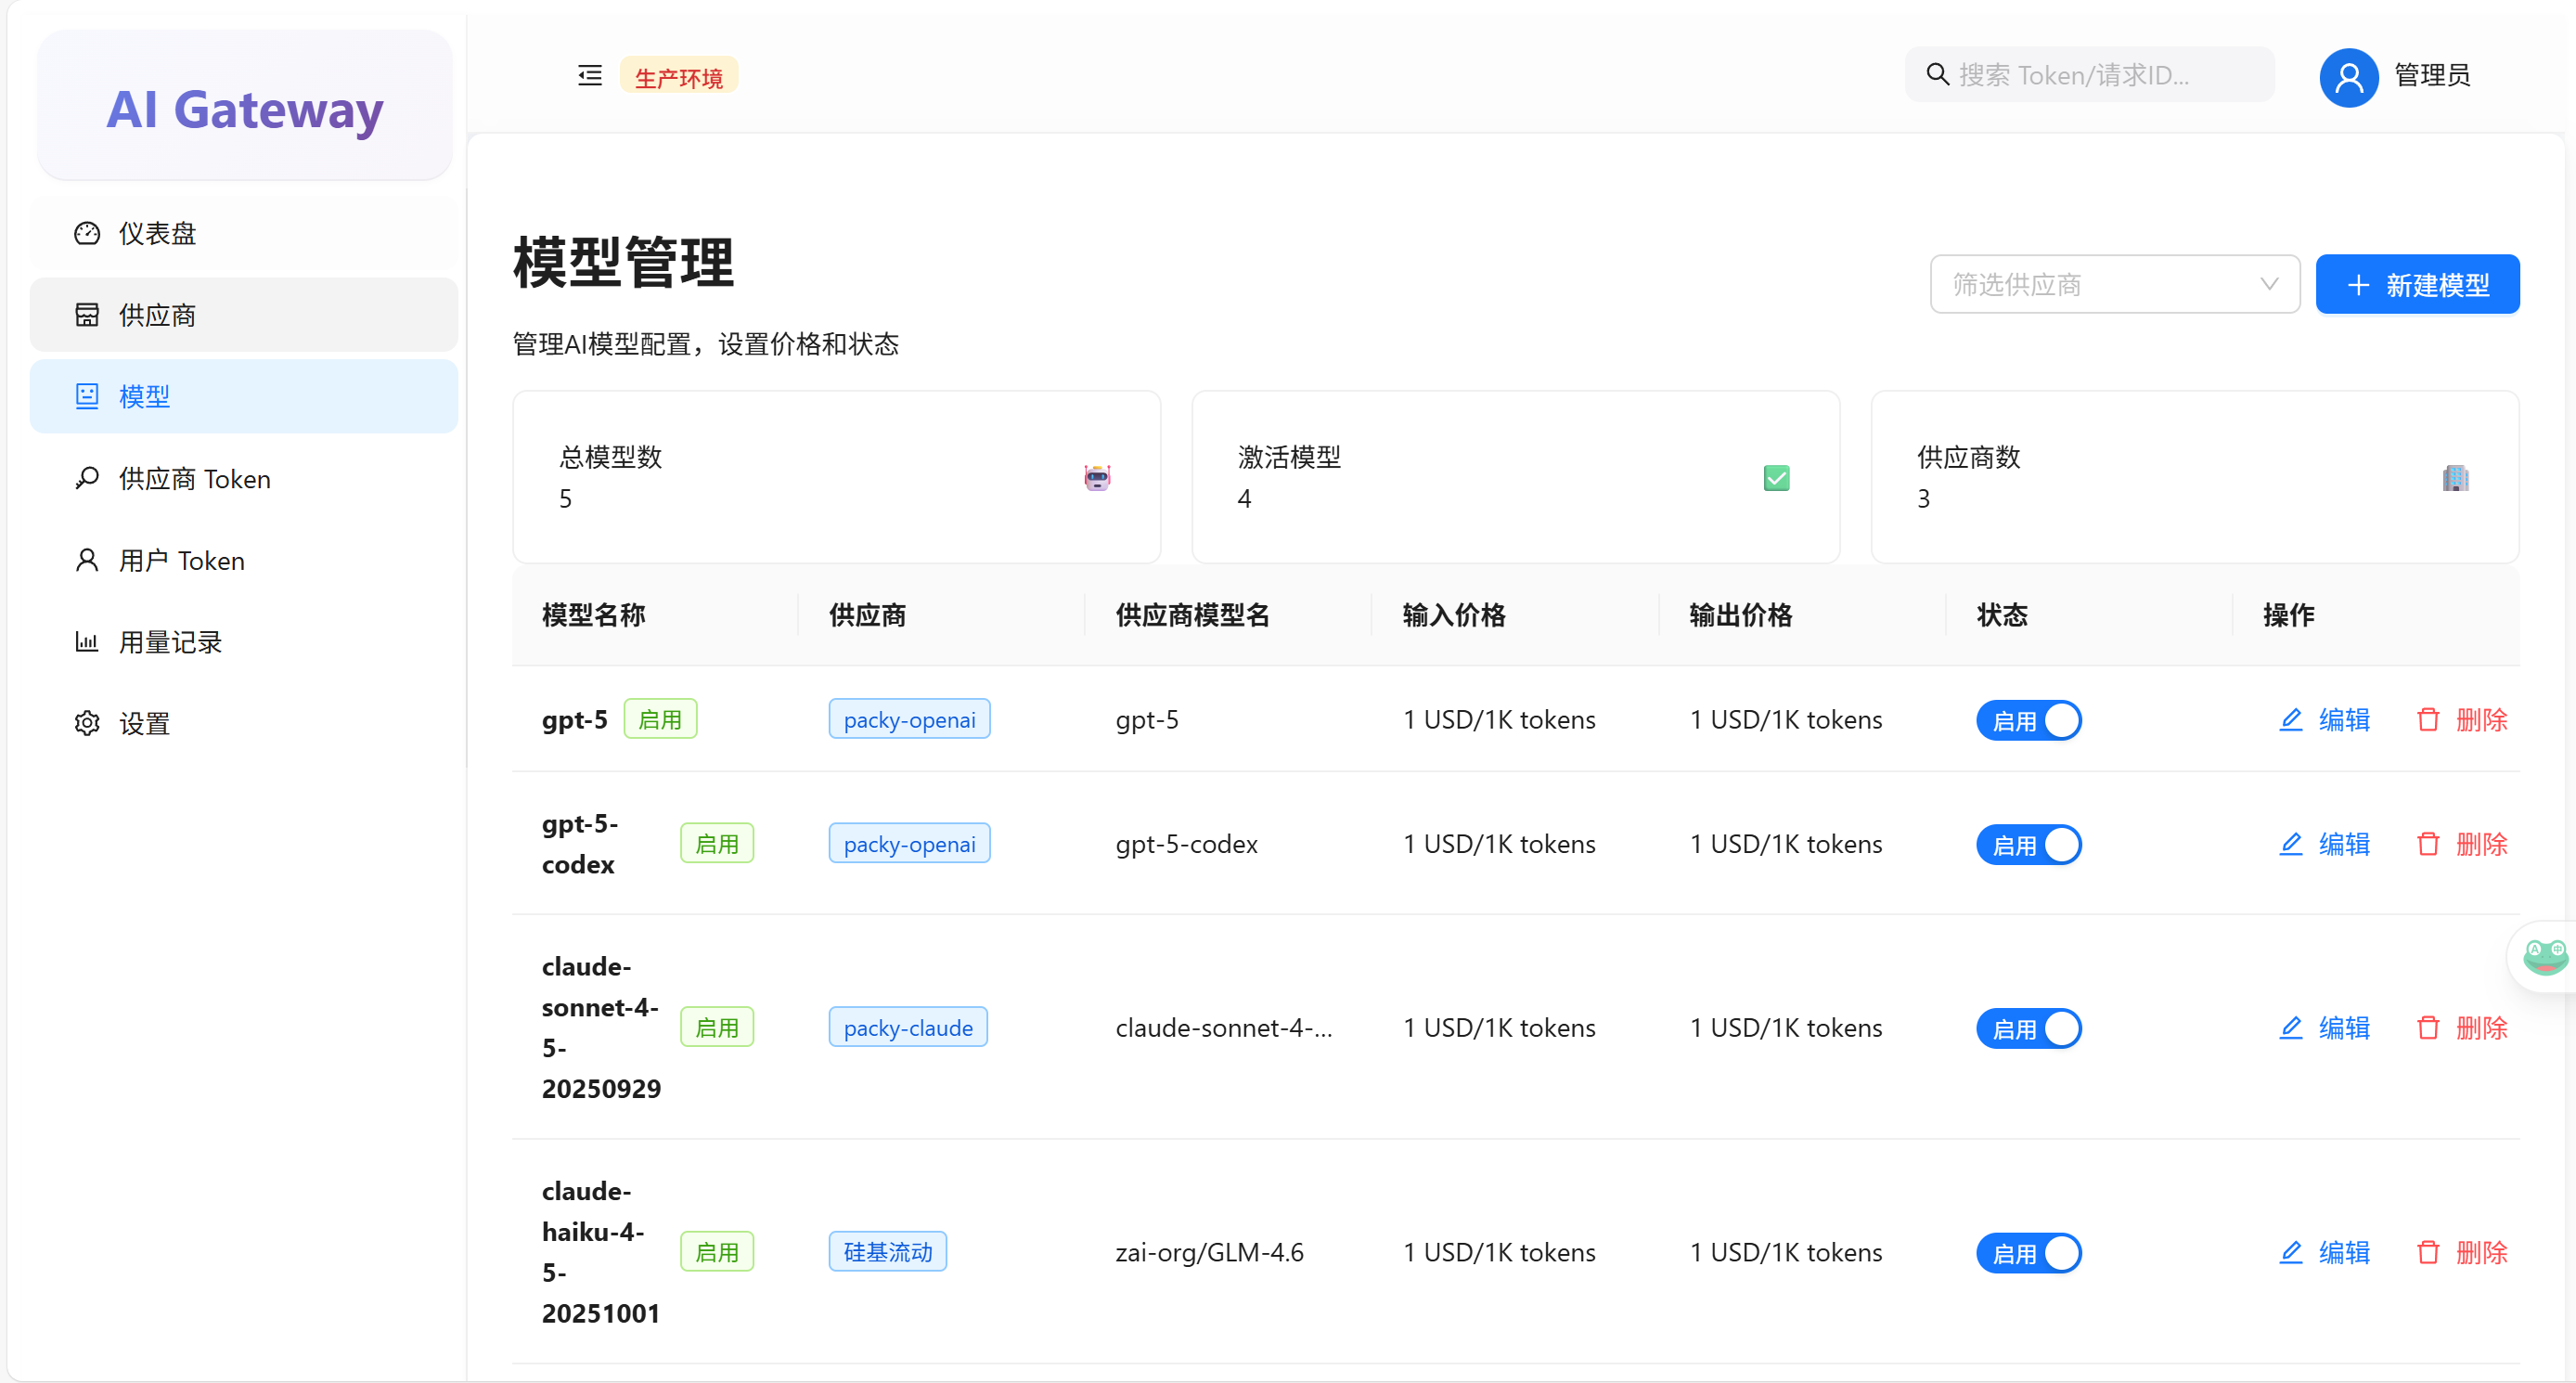 AI Gateway
生产环境
搜索 Token/请求ID...
管理员
仪表盘
供应商
模型
供应商 Token
用户 Token
用量记录
设置
模型管理
管理AI模型配置，设置价格和状态
筛选供应商
新建模型
总模型数
5
激活模型
4
供应商数
3
模型名称 供应商 供应商模型名 输入价格 输出价格 状态 操作
gpt-5 启用 packy-openai gpt-5 1 USD/1K tokens 1 USD/1K tokens 启用 编辑 删除
gpt-5-
codex
启用 packy-openai gpt-5-codex 1 USD/1K tokens 1 USD/1K tokens 启用 编辑 删除
claude-
sonnet-4-
5-
20250929
启用 packy-claude claude-sonnet-4-... 1 USD/1K tokens 1 USD/1K tokens 启用 编辑 删除
claude-
haiku-4-
5-
20251001
启用 硅基流动 zai-org/GLM-4.6 1 USD/1K tokens 1 USD/1K tokens 启用 编辑 删除
A 中